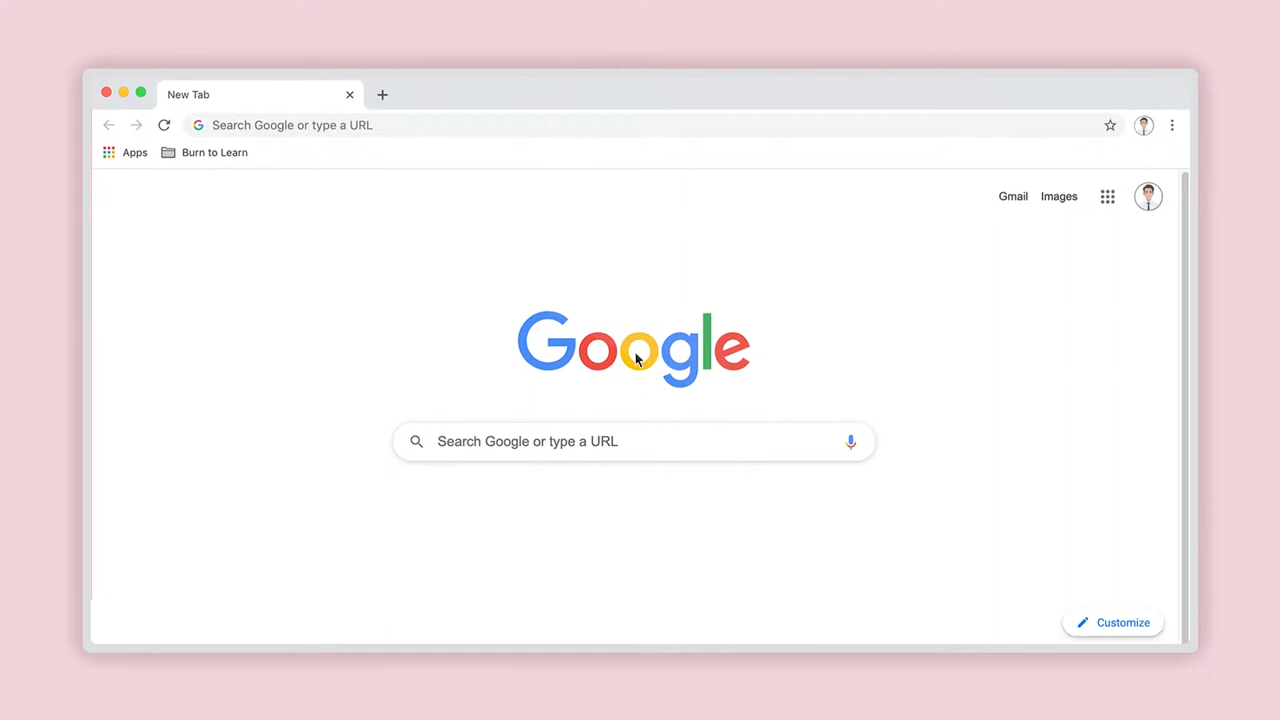 New Tab
Search Google or type a URL
Apps Burn to Learn
Gmail Images
Google
Search Google or type a URL
Customize